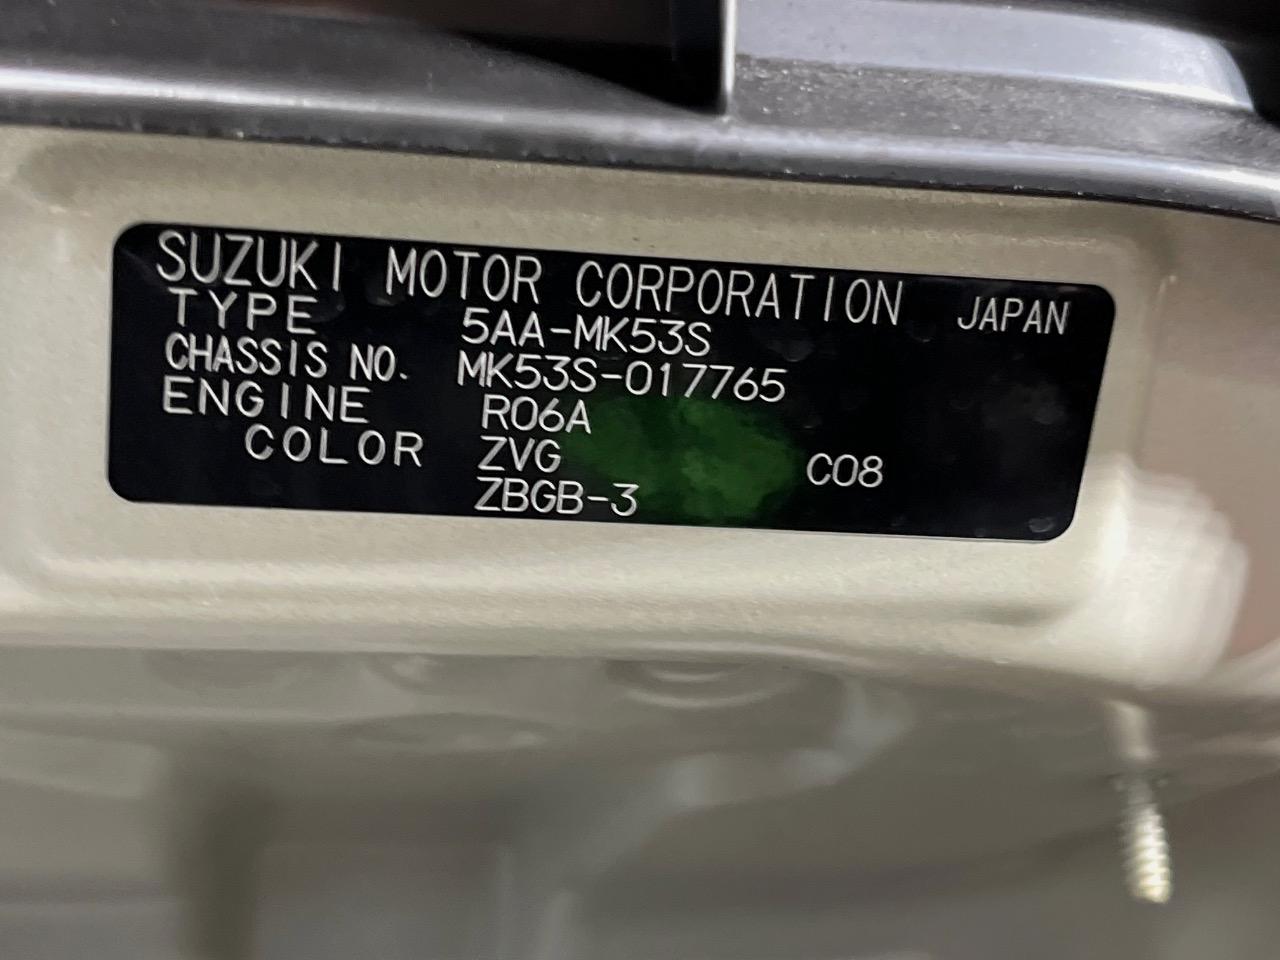 SUZUKI MOTOR CORPORATION JAPAN
TYPE 5AA-MK53S
CHASSIS NO. MK53S-017765
ENGINE R06A
COLOR ZVG C08
ZBGB-3